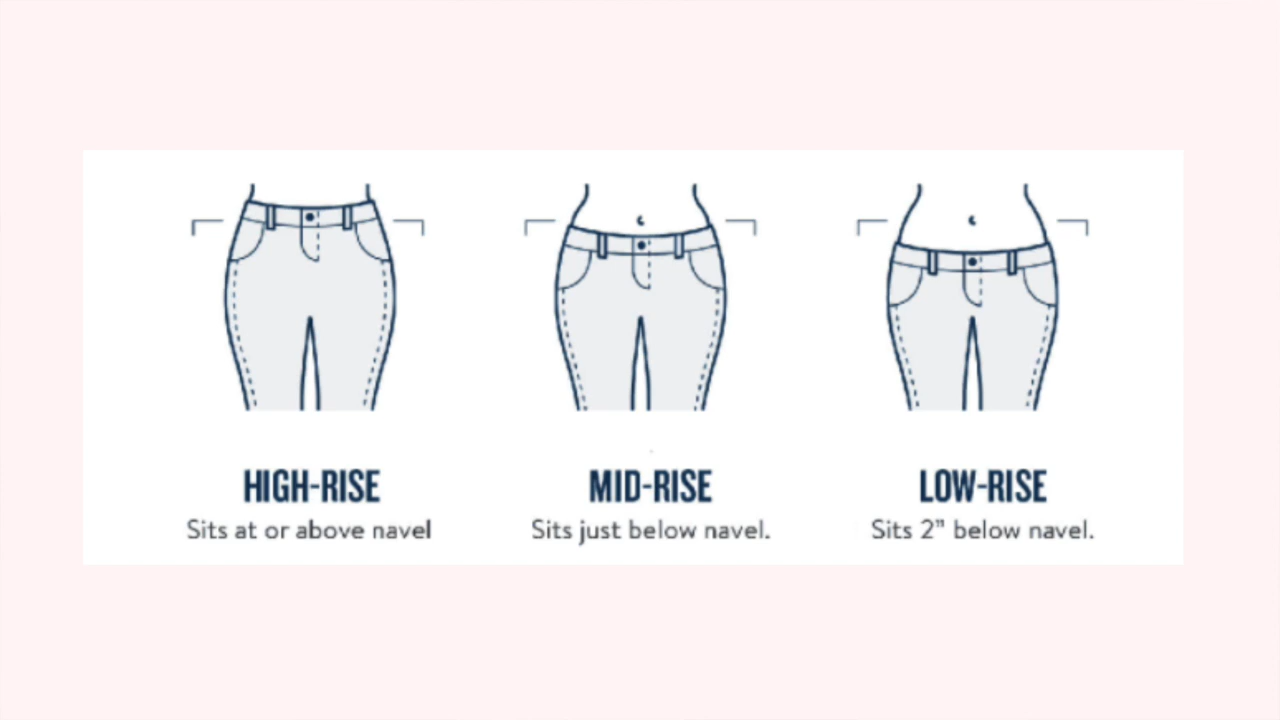 HIGH-RISE
Sits at or above navel
MID-RISE
Sits just below navel.
LOW-RISE
Sits 2” below navel.